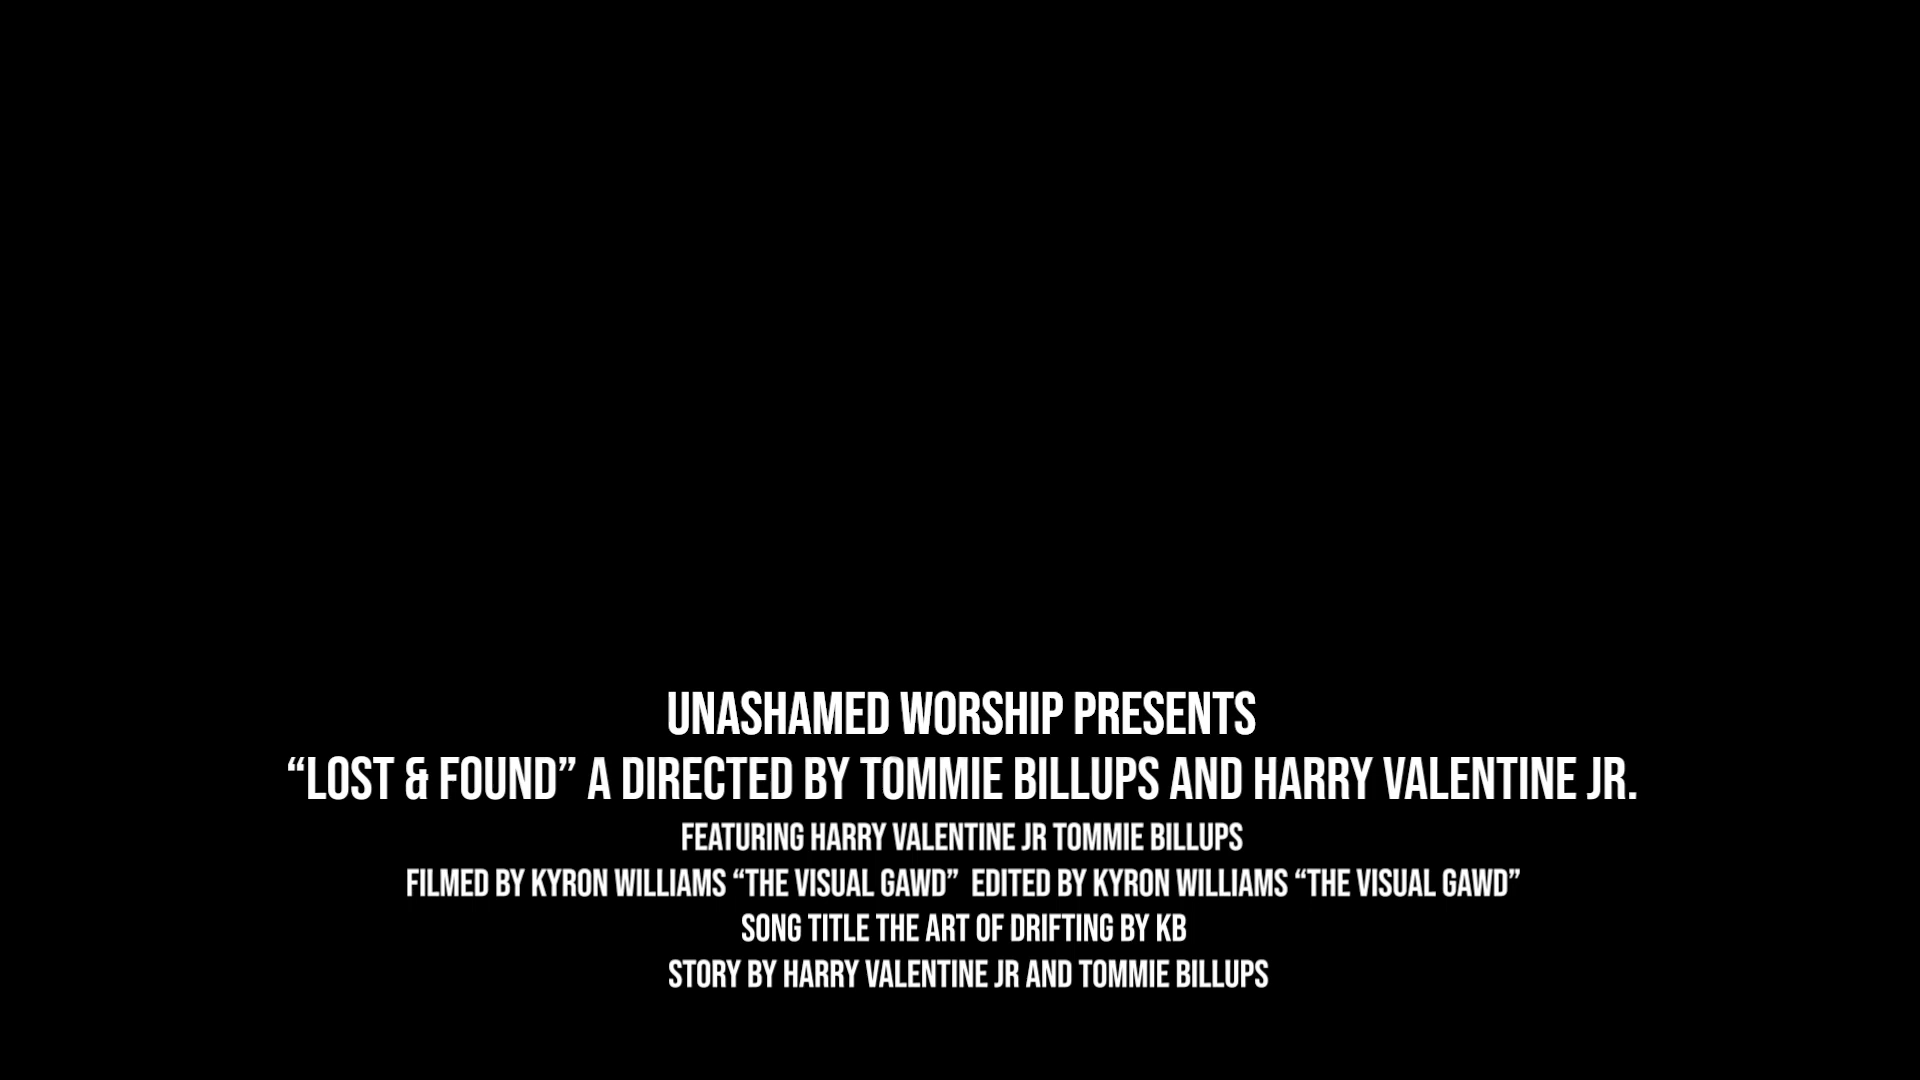 UNASHAMED WORSHIP PRESENTS
“LOST & FOUND” A DIRECTED BY TOMMIE BILLUPS AND HARRY VALENTINE JR.
FEATURING HARRY VALENTINE JR TOMMIE BILLUPS
FILMED BY KYRON WILLIAMS “THE VISUAL GAWD”  EDITED BY KYRON WILLIAMS “THE VISUAL GAWD”
SONG TITLE THE ART OF DRIFTING BY KB
STORY BY HARRY VALENTINE JR AND TOMMIE BILLUPS